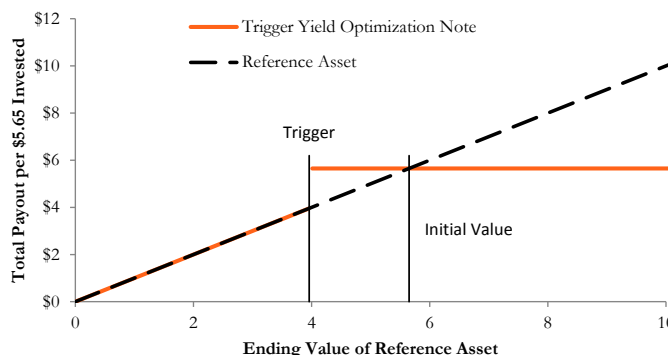 $12
Trigger Yield Optimization Note
Reference Asset
$10
$8
Trigger
$6
Initial Value
$4
$2
$0
0 2 4 6 8 10
Total Payout per $5.65 Invested
Ending Value of Reference Asset